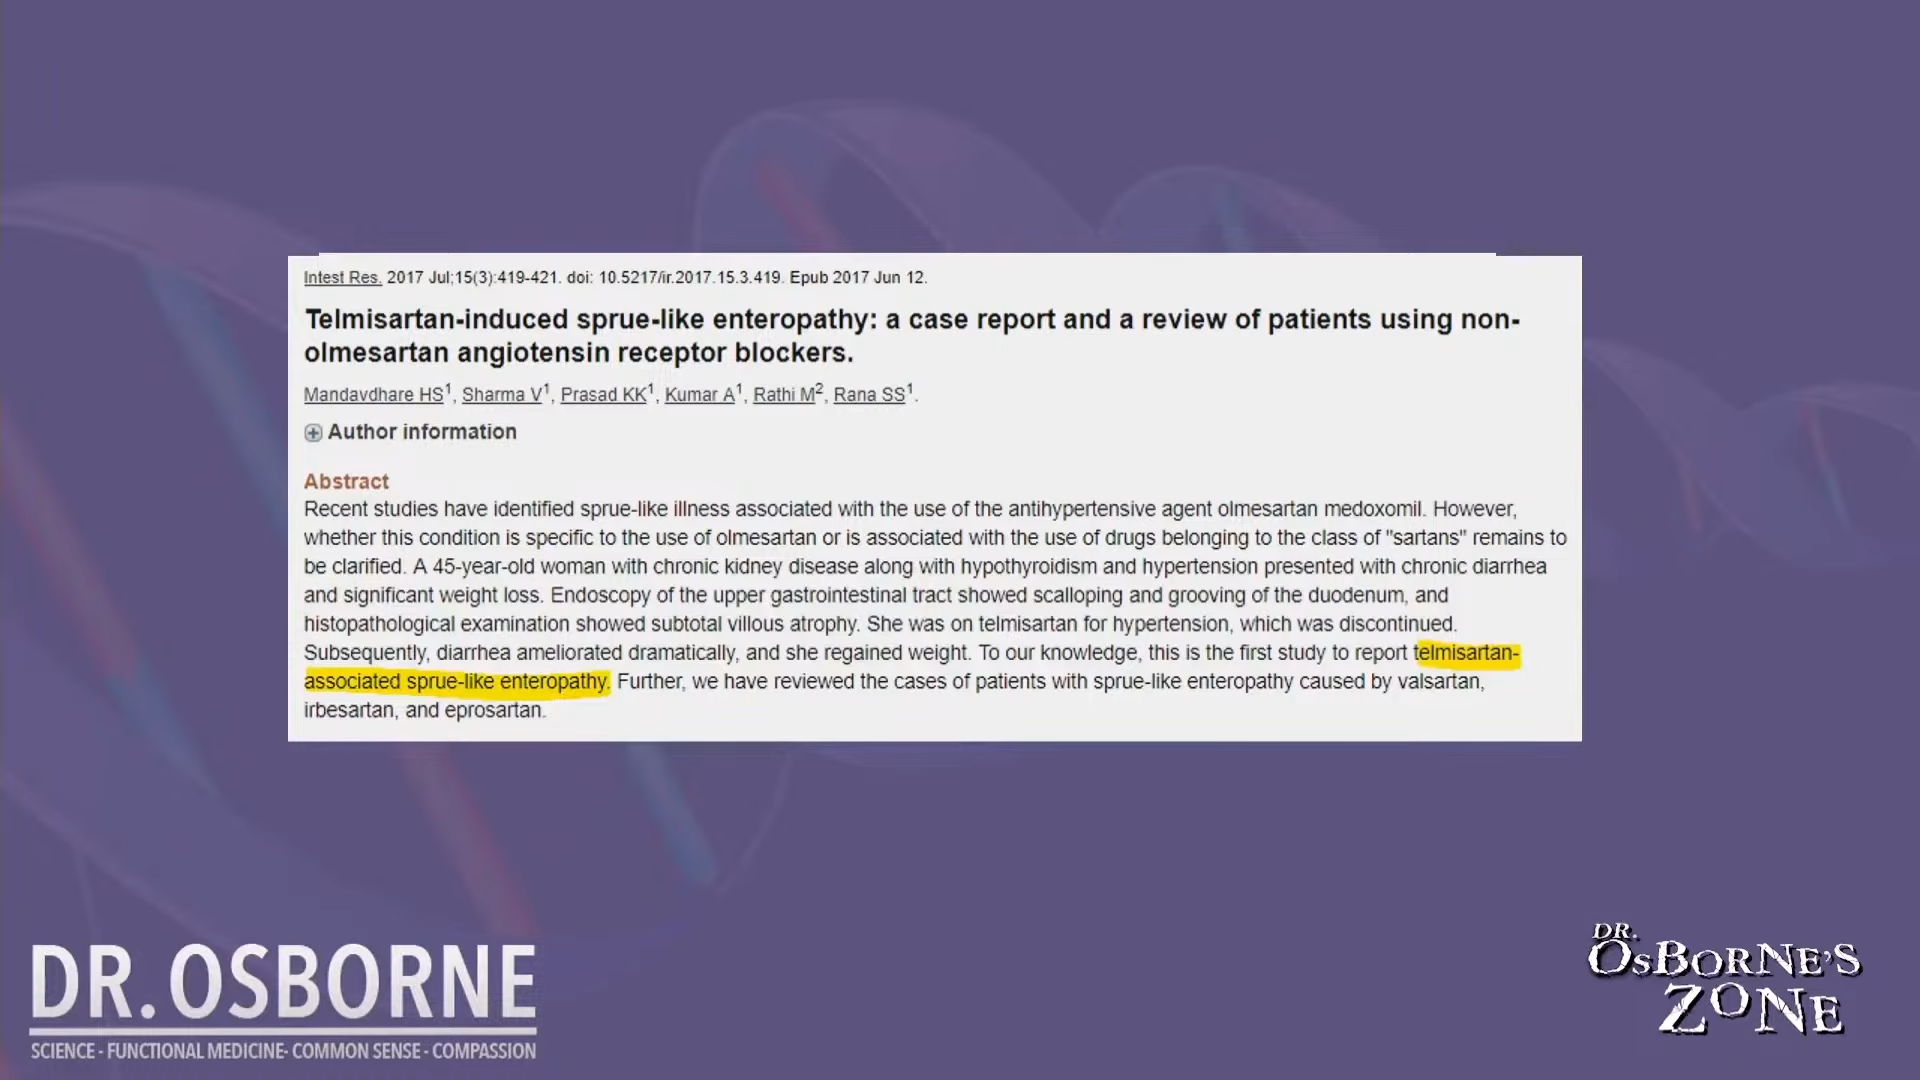 Intest Res. 2017 Jul;15(3):419-421. doi: 10.5217/ir.2017.15.3.419. Epub 2017 Jun 12.
Telmisartan-induced sprue-like enteropathy: a case report and a review of patients using non-
olmesartan angiotensin receptor blockers.
Mandavdhare HS1, Sharma V1, Prasad KK1, Kumar A1, Rathi M2, Rana SS1.
Author information
Abstract
Recent studies have identified sprue-like illness associated with the use of the antihypertensive agent olmesartan medoxomil. However,
whether this condition is specific to the use of olmesartan or is associated with the use of drugs belonging to the class of "sartans" remains to
be clarified. A 45-year-old woman with chronic kidney disease along with hypothyroidism and hypertension presented with chronic diarrhea
and significant weight loss. Endoscopy of the upper gastrointestinal tract showed scalloping and grooving of the duodenum, and
histopathological examination showed subtotal villous atrophy. She was on telmisartan for hypertension, which was discontinued.
Subsequently, diarrhea ameliorated dramatically, and she regained weight. To our knowledge, this is the first study to report telmisartan-
associated sprue-like enteropathy. Further, we have reviewed the cases of patients with sprue-like enteropathy caused by valsartan,
irbesartan, and eprosartan.
DR. OSBORNE
SCIENCE - FUNCTIONAL MEDICINE- COMMON SENSE - COMPASSION
DR.
OSBORNE'S
ZONE